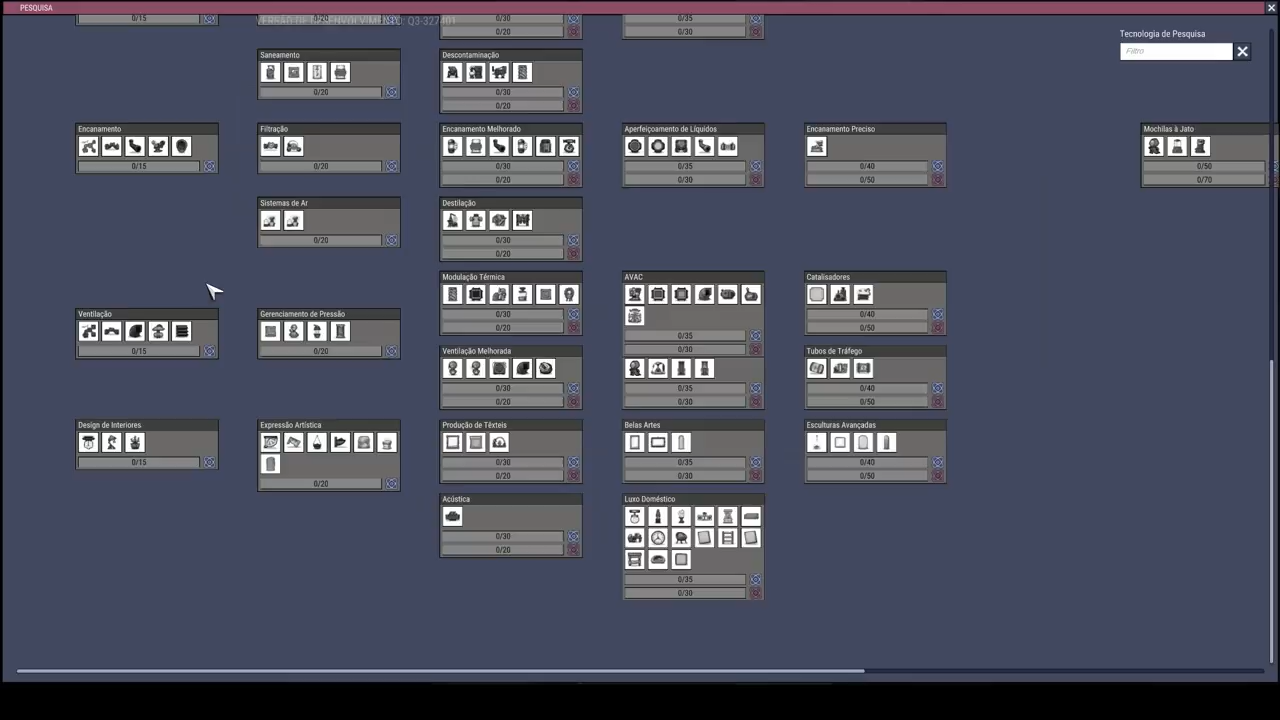 PESQUISA
VERSÃO DE DESENVOLVIMENTO: Q3-327401
0/15
0/20
0/30
0/20
0/35
0/30
Tecnologia de Pesquisa
Filtro
Saneamento
0/20
Descontaminação
0/30
0/20
Encanamento
0/15
Filtração
0/20
Encanamento Melhorado
0/30
0/20
Aperfeiçoamento de Líquidos
0/35
0/30
Encanamento Preciso
0/40
0/50
Mochilas à Jato
0/50
0/70
Sistemas de Ar
0/20
Destilação
0/30
0/20
Modulação Térmica
0/30
0/20
AVAC
0/35
0/30
Catalisadores
0/40
0/50
Ventilação
0/15
Gerenciamento de Pressão
0/20
Ventilação Melhorada
0/30
0/20
0/35
0/30
Tubos de Tráfego
0/40
0/50
Design de Interiores
0/15
Expressão Artística
0/20
Produção de Têxteis
0/30
0/20
Belas Artes
0/35
0/30
Esculturas Avançadas
0/40
0/50
Acústica
0/30
0/20
Luxo Doméstico
0/35
0/30